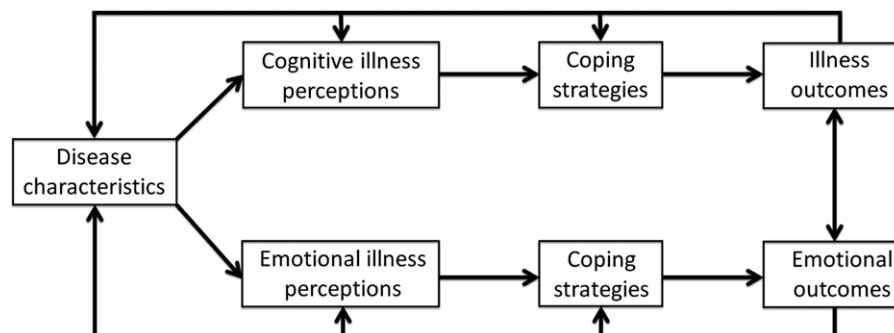 Cognitive illness
perceptions
Coping
strategies
Illness
outcomes
Disease
characteristics
Emotional illness
perceptions
Coping
strategies
Emotional
outcomes